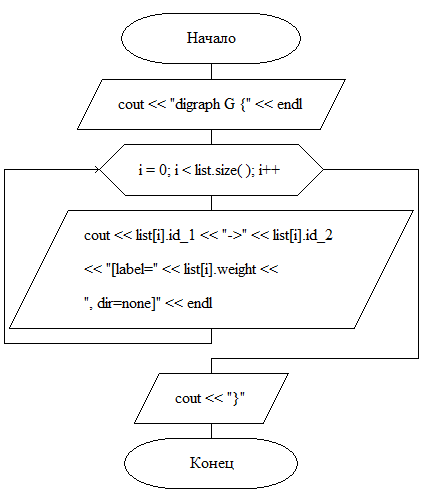 Начало
cout << "digraph G {" << endl
i = 0; i < list.size( ); i++
cout << list[i].id_1 << "->" << list[i].id_2
<< "[label=" << list[i].weight <<
", dir=none]" << endl
cout << "}"
Конец